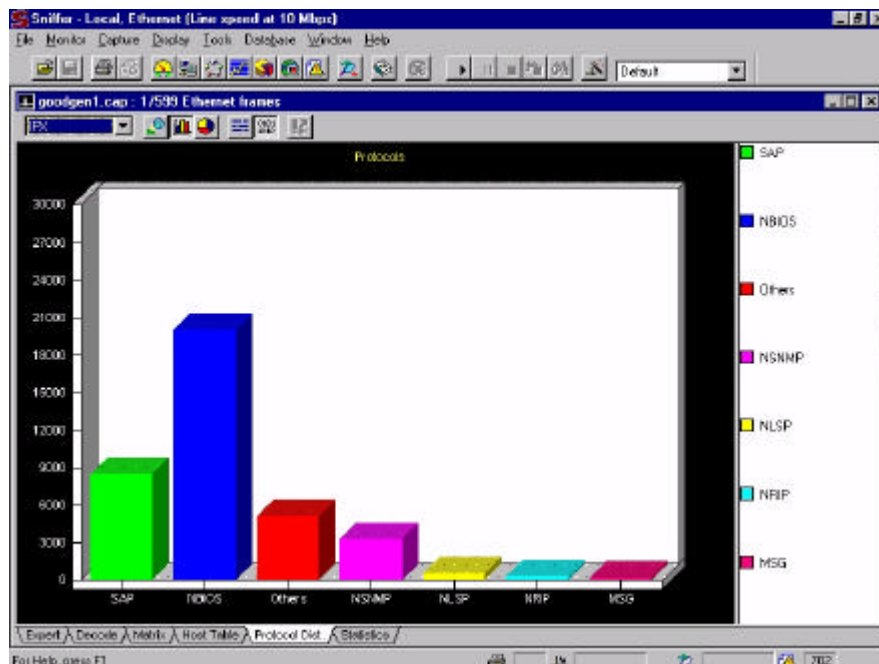 Sniffer - Local, Ethernet (Line speed at 10 Mbps)
File Monitor Capture Display Tools Database Window Help
Default
goodgen1.cap : 1/599 Ethernet frames
IPX
Protocols
30000
27000
24000
21000
18000
15000
12000
9000
6000
3000
0
SAP NBIOS Others NSNMP NLSP NRIP MSG
SAP
NBIOS
Others
NSNMP
NLSP
NRIP
MSG
Expert Decode Matrix Host Table Protocol Dist. Statistics
For Help, press F1
702